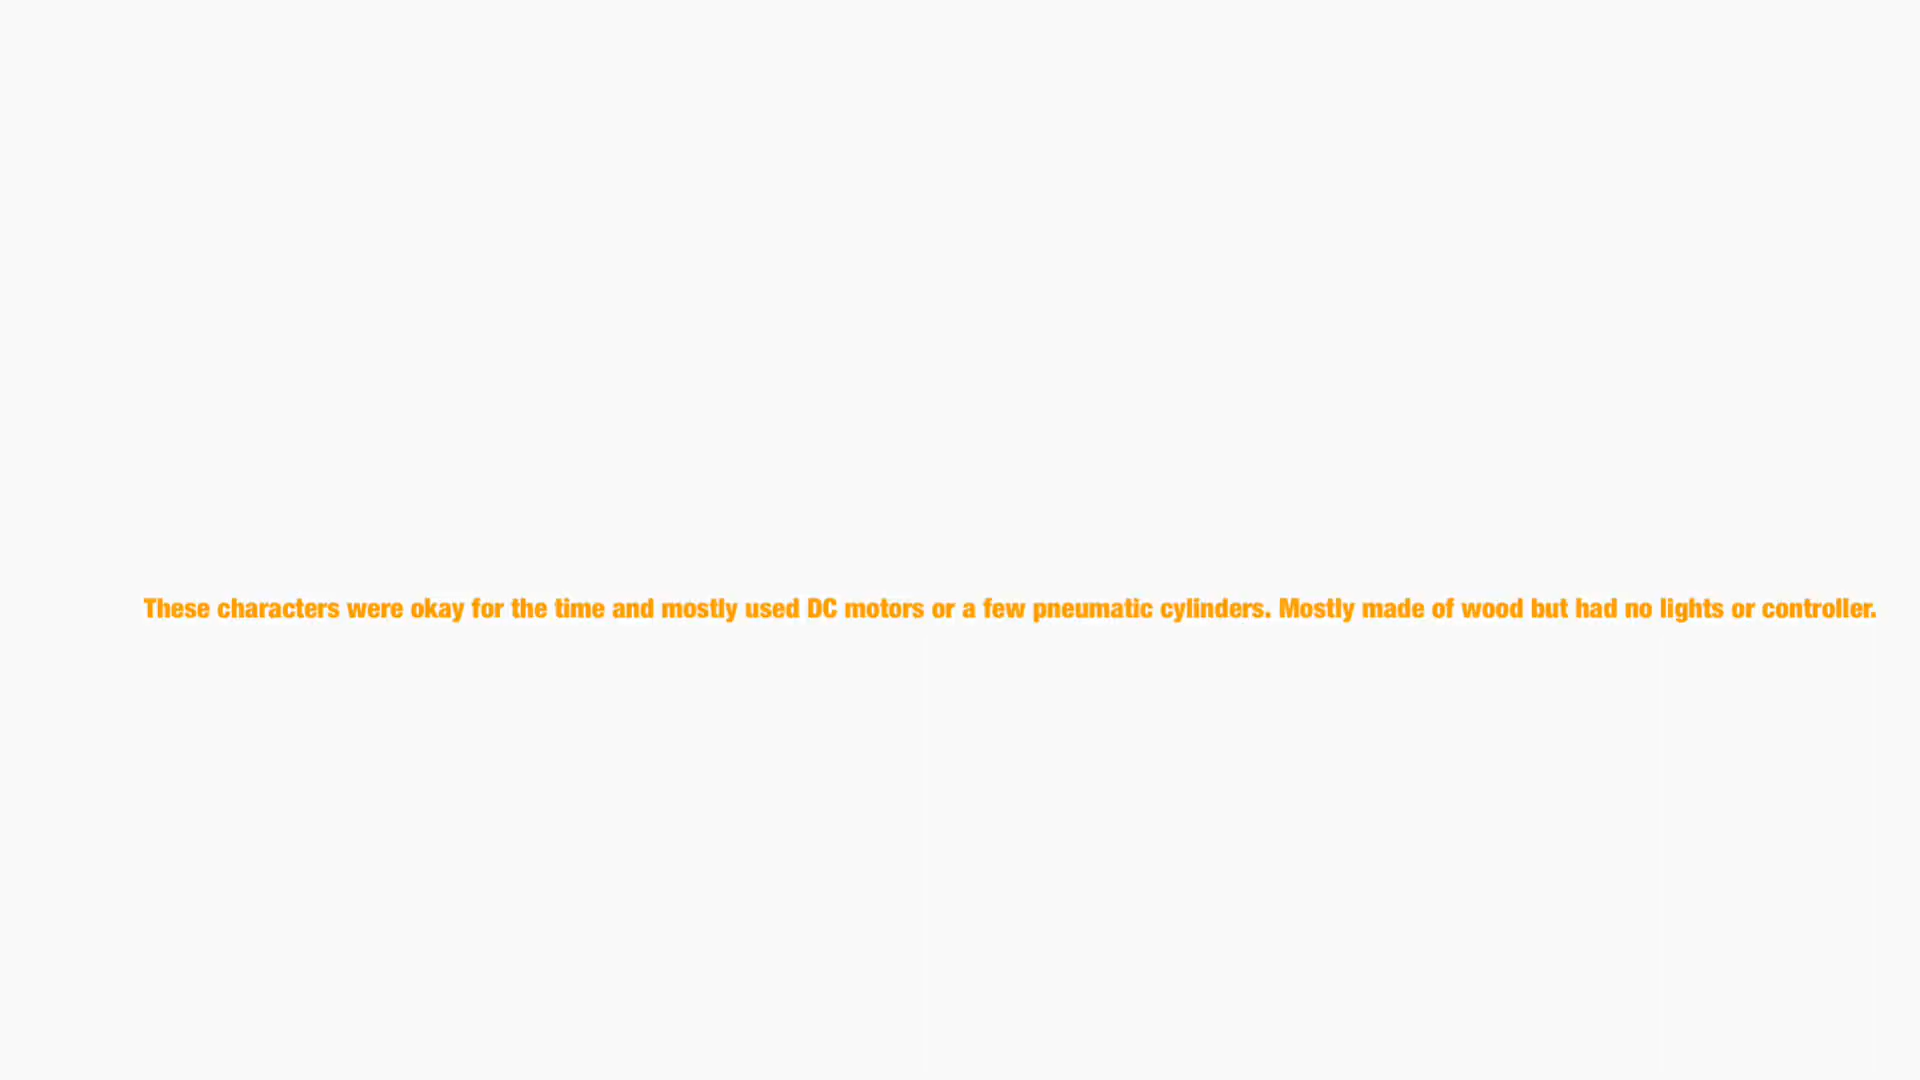 These characters were okay for the time and mostly used DC motors or a few pneumatic cylinders. Mostly made of wood but had no lights or controller.